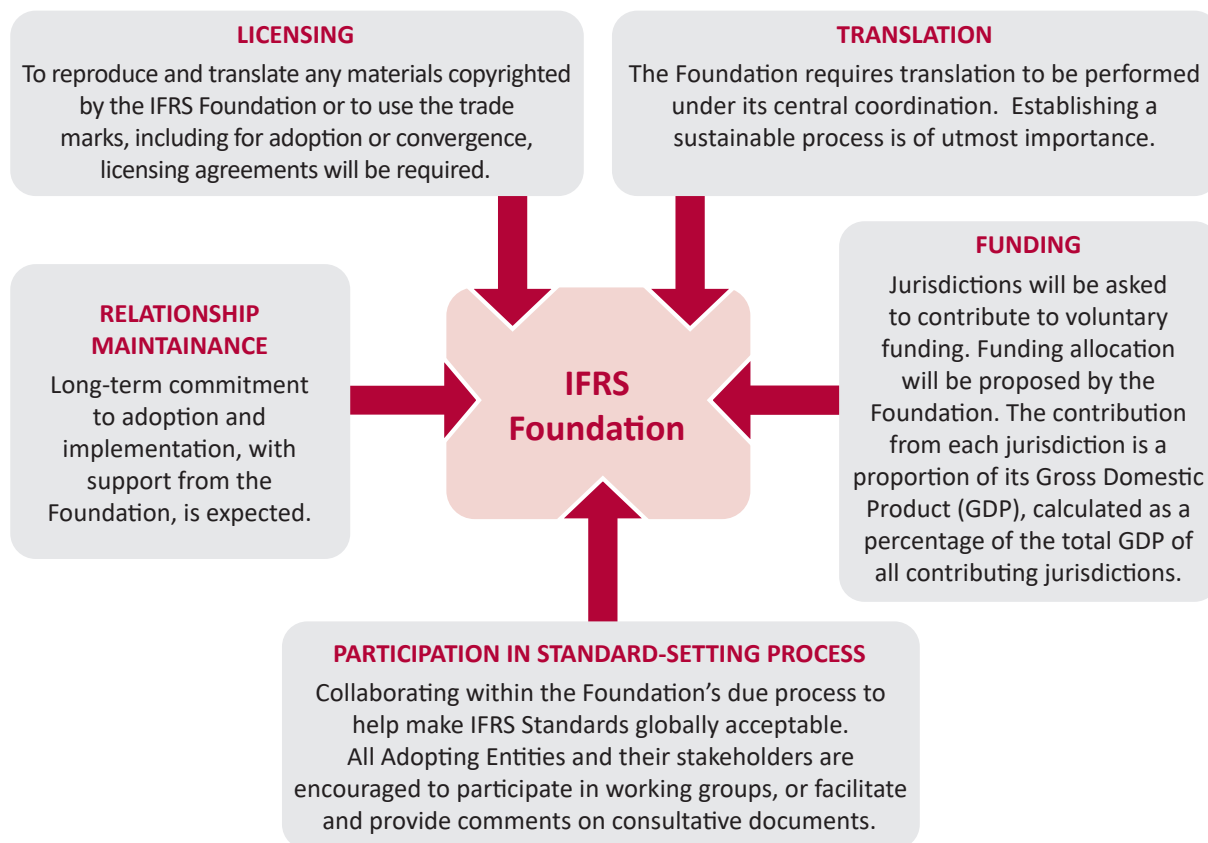 LICENSING
To reproduce and translate any materials copyrighted
by the IFRS Foundation or to use the trade
marks, including for adoption or convergence,
licensing agreements will be required.
TRANSLATION
The Foundation requires translation to be performed
under its central coordination.  Establishing a
sustainable process is of utmost importance.
RELATIONSHIP
MAINTAINANCE
Long-term commitment
to adoption and
implementation, with
support from the
Foundation, is expected.
IFRS
Foundation
FUNDING
Jurisdictions will be asked
to contribute to voluntary
funding. Funding allocation
will be proposed by the
Foundation. The contribution
from each jurisdiction is a
proportion of its Gross Domestic
Product (GDP), calculated as a
percentage of the total GDP of
all contributing jurisdictions.
PARTICIPATION IN STANDARD-SETTING PROCESS
Collaborating within the Foundation’s due process to
help make IFRS Standards globally acceptable.
All Adopting Entities and their stakeholders are
encouraged to participate in working groups, or facilitate
and provide comments on consultative documents.